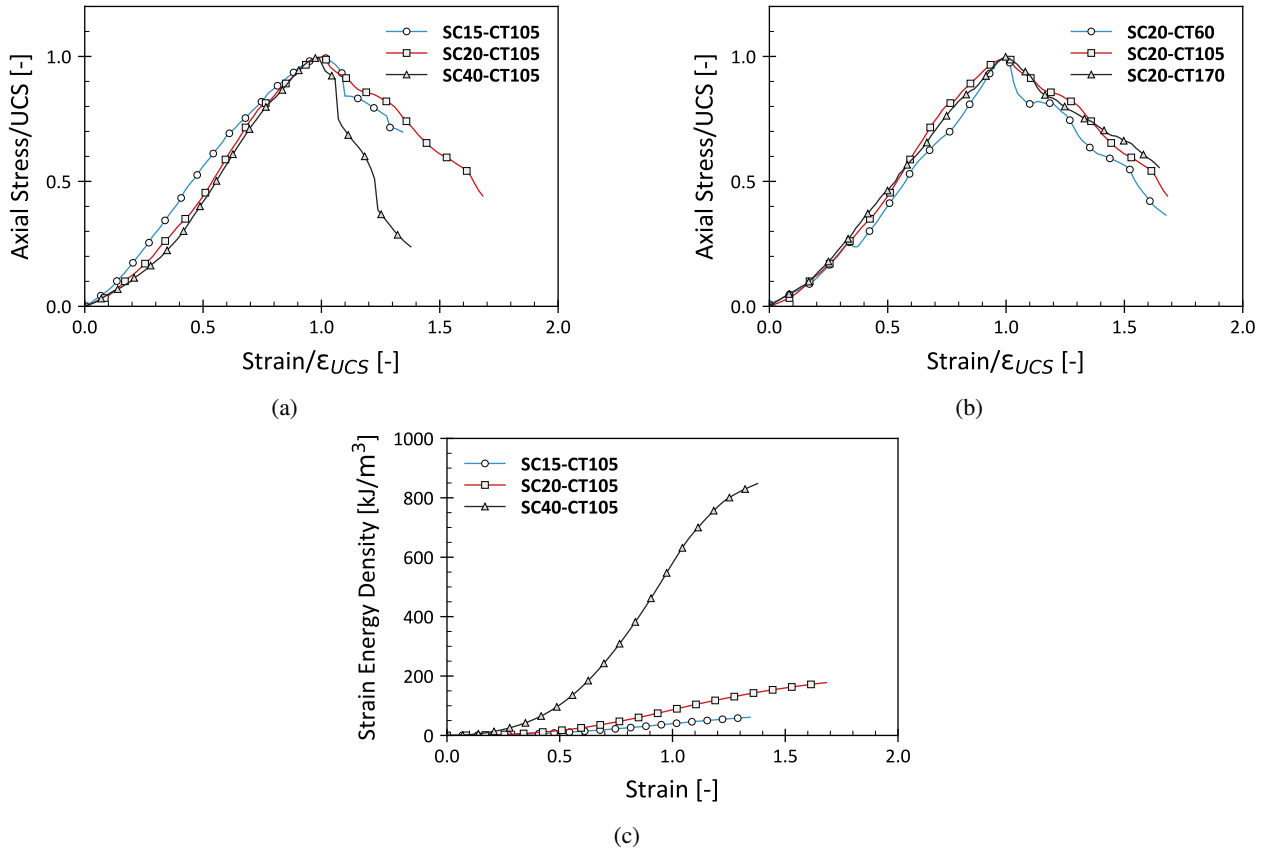 SC15-CT105
SC20-CT105
SC40-CT105
Axial Stress/UCS [-]
1.0
0.5
0.0
0.0 0.5 1.0 1.5 2.0
Strain/ε_UCS [-]
(a)
SC20-CT60
SC20-CT105
SC20-CT170
Axial Stress/UCS [-]
1.0
0.5
0.0
0.0 0.5 1.0 1.5 2.0
Strain/ε_UCS [-]
(b)
SC15-CT105
SC20-CT105
SC40-CT105
Strain Energy Density [kJ/m³]
1000
800
600
400
200
0
0.0 0.5 1.0 1.5 2.0
Strain [-]
(c)